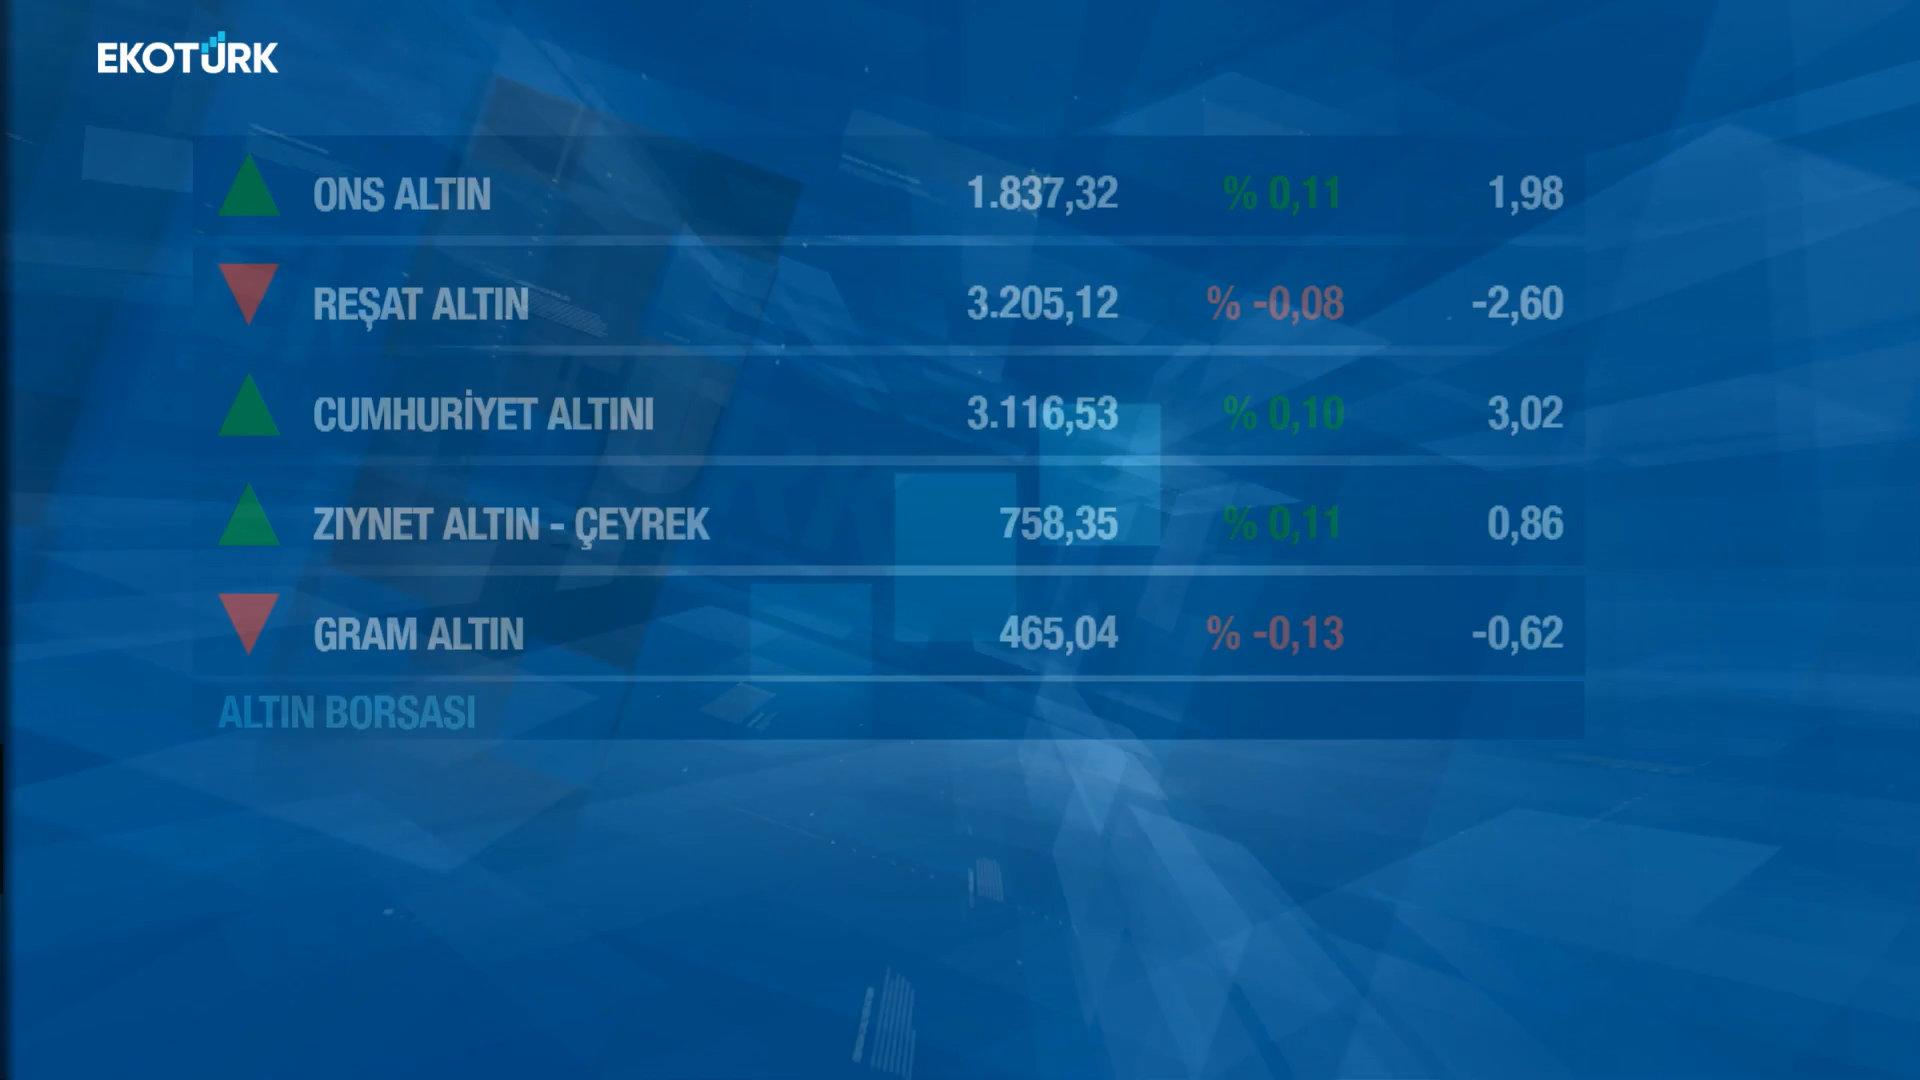 EKOTÜRK
ONS ALTIN 1.837,32 % 0,11 1,98
REŞAT ALTIN 3.205,12 % -0,08 -2,60
CUMHURİYET ALTINI 3.116,53 % 0,10 3,02
ZIYNET ALTIN - ÇEYREK 758,35 % 0,11 0,86
GRAM ALTIN 465,04 % -0,13 -0,62
ALTIN BORSASI